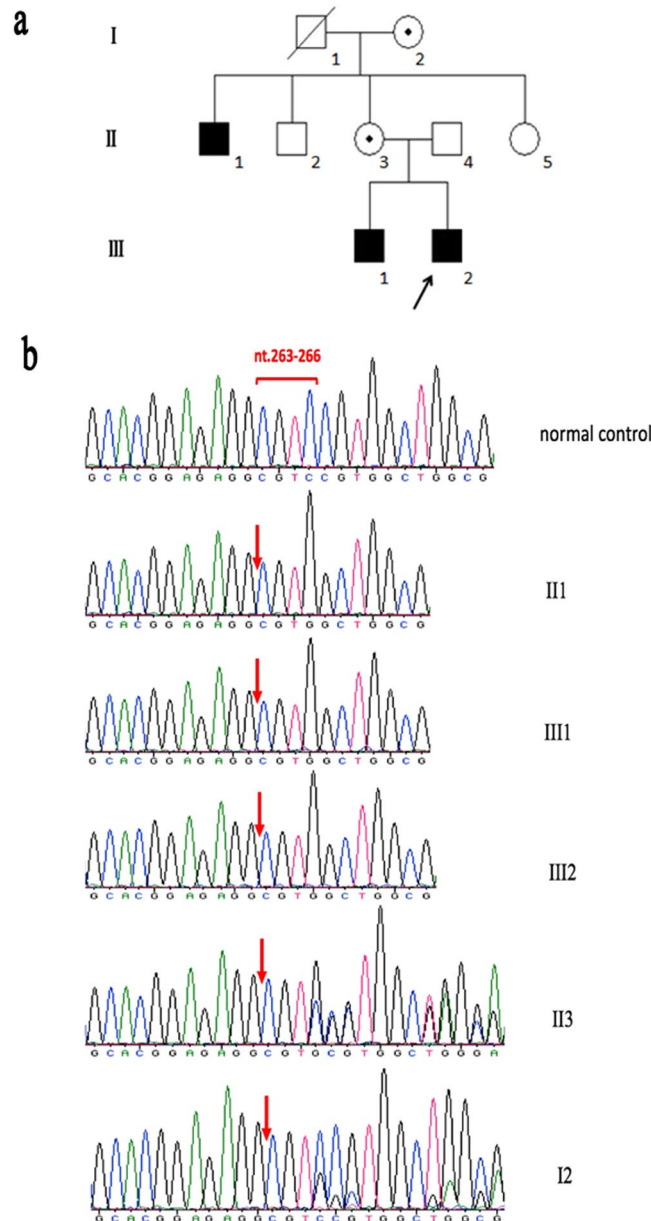 a
I
1
2
II
1
2
3
4
5
III
1
2
b
nt.263-266
normal control
G C A C G G A G A G G C G T C C G T G G C T G G C G
II1
G C A C G G A G A G G C G T G G C T G G C G
III1
G C A C G G A G A G G C G T G G C T G G C G
III2
G C A C G G A G A G G C G T G G C T G G C G
II3
G C A C G G A G A G G C G T G C G T G G C T G G G A
I2
G C A C G G A G A G G C G T C C G T G G C T G G C G